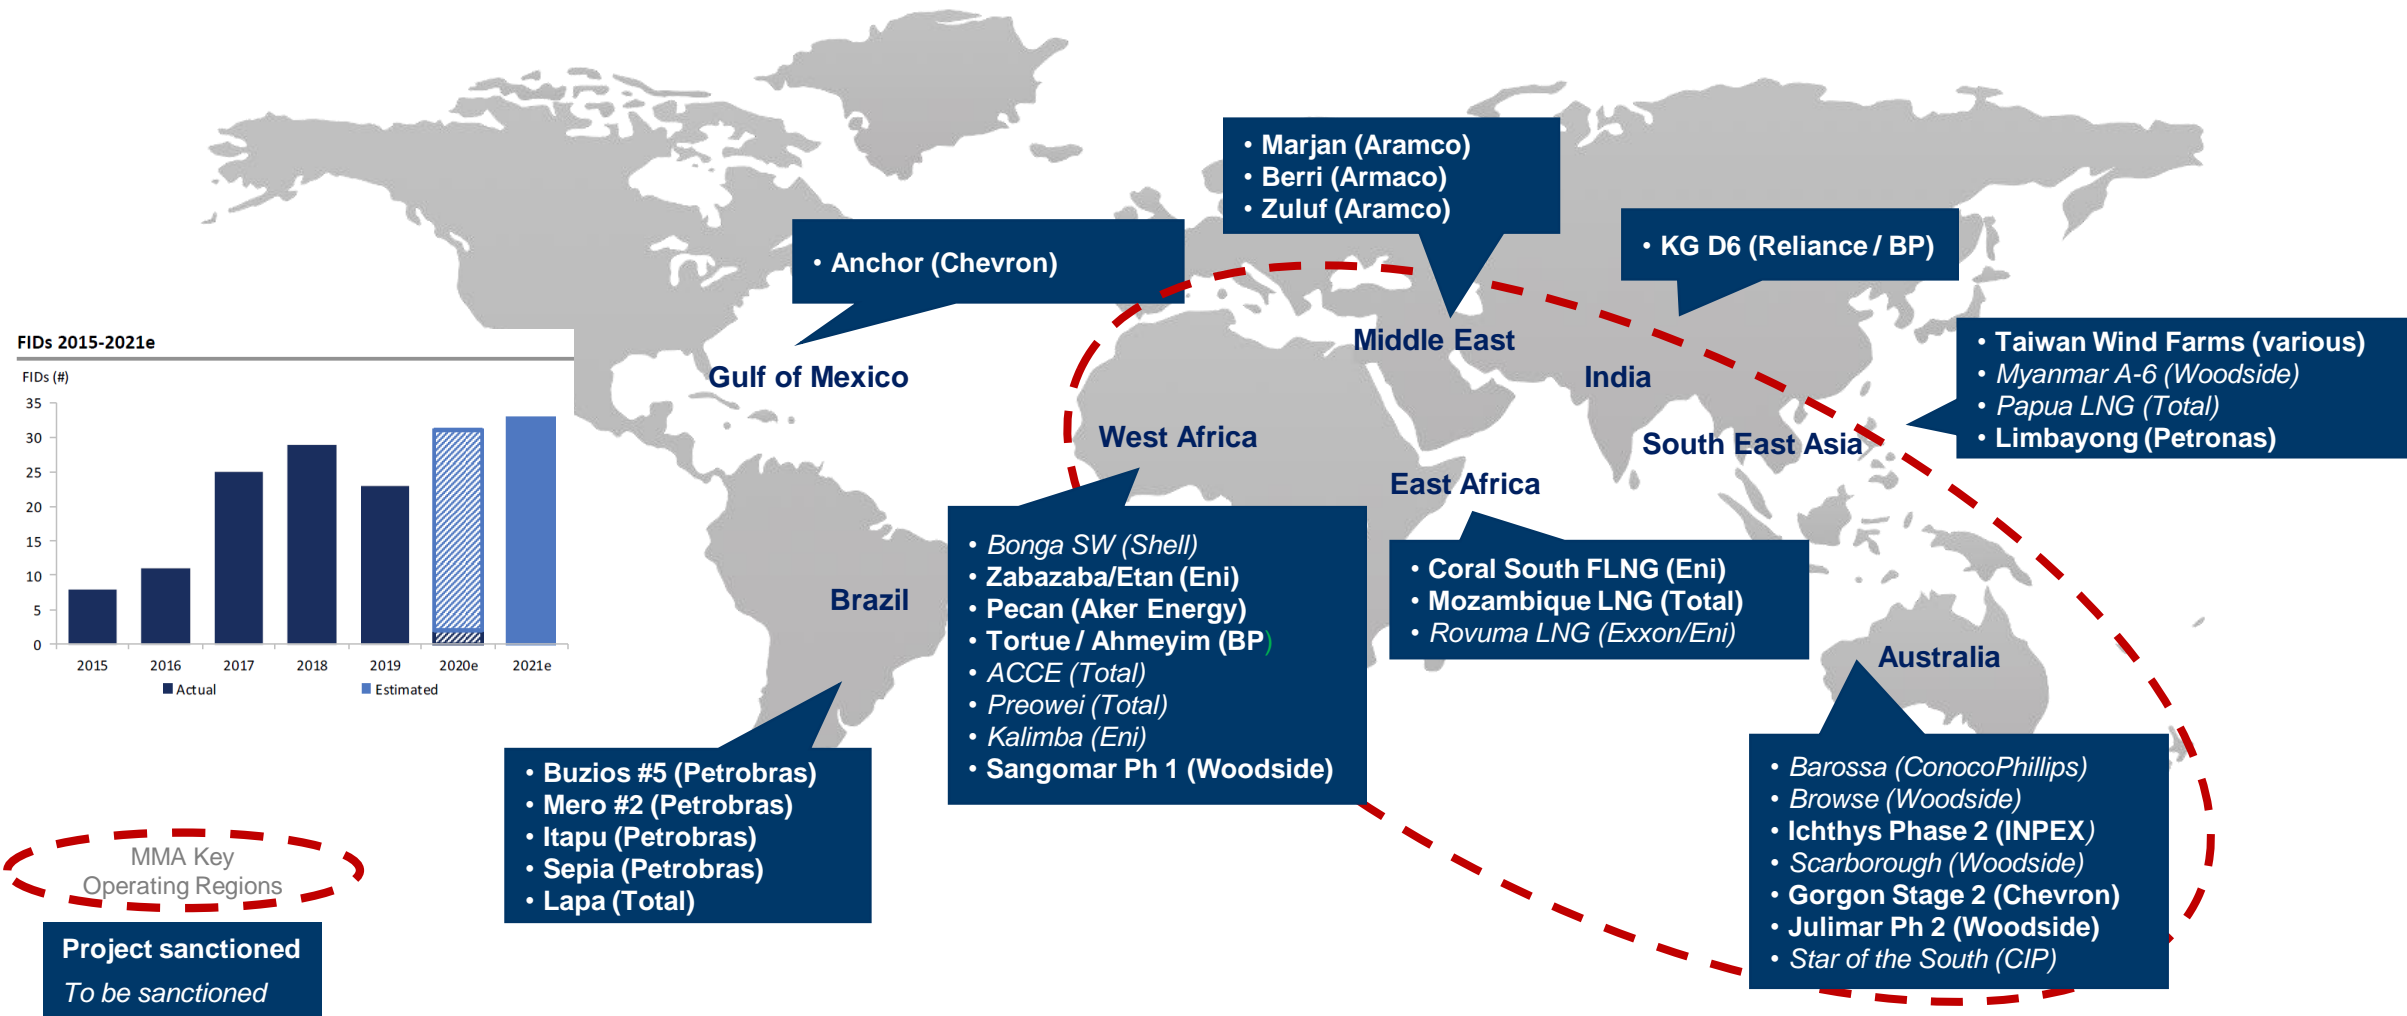 • Marjan (Aramco)
• Berri (Armaco)
• Zuluf (Aramco)
• Anchor (Chevron)
• KG D6 (Reliance / BP)
FIDs 2015-2021e
FIDs (#)
35
30
25
20
15
10
5
0
2015 2016 2017 2018 2019 2020e 2021e
Actual Estimated
Gulf of Mexico
Middle East
India
• Taiwan Wind Farms (various)
• Myanmar A-6 (Woodside)
• Papua LNG (Total)
• Limbayong (Petronas)
West Africa
South East Asia
East Africa
• Bonga SW (Shell)
• Zabazaba/Etan (Eni)
• Pecan (Aker Energy)
• Tortue / Ahmeyim (BP)
• ACCE (Total)
• Preowei (Total)
• Kalimba (Eni)
• Sangomar Ph 1 (Woodside)
• Coral South FLNG (Eni)
• Mozambique LNG (Total)
• Rovuma LNG (Exxon/Eni)
Brazil
Australia
• Buzios #5 (Petrobras)
• Mero #2 (Petrobras)
• Itapu (Petrobras)
• Sepia (Petrobras)
• Lapa (Total)
• Barossa (ConocoPhillips)
• Browse (Woodside)
• Ichthys Phase 2 (INPEX)
• Scarborough (Woodside)
• Gorgon Stage 2 (Chevron)
• Julimar Ph 2 (Woodside)
• Star of the South (CIP)
MMA Key
Operating Regions
Project sanctioned
To be sanctioned